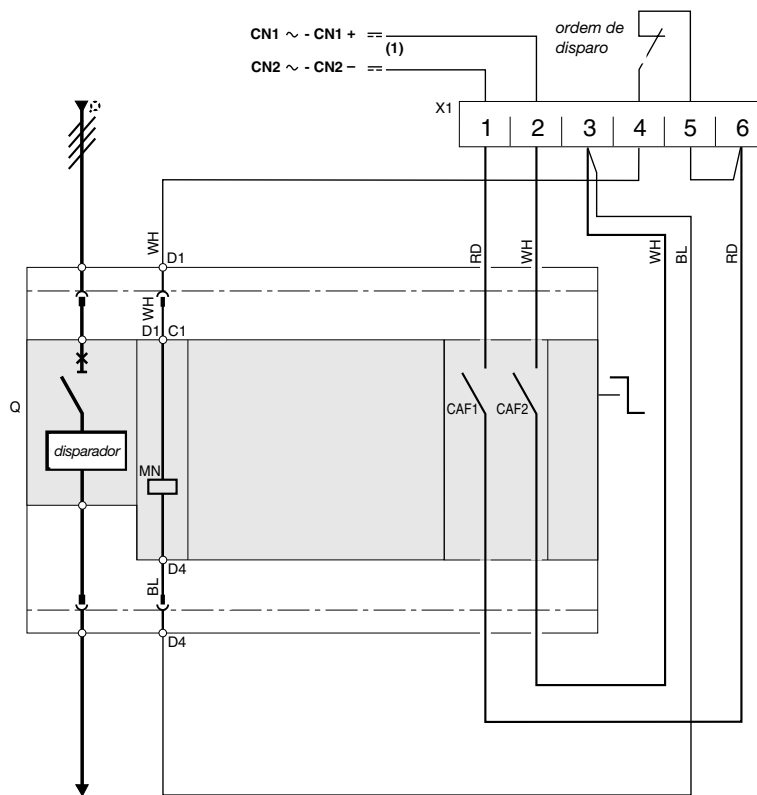 CN1 ~ - CN1 +
(1)
CN2 ~ - CN2 –
ordem de
disparo
X1
1 2 3 4 5 6
WH
D1
RD
WH
WH
BL
RD
WH
D1 C1
Q
CAF1
CAF2
disparador
MN
D4
BL
D4